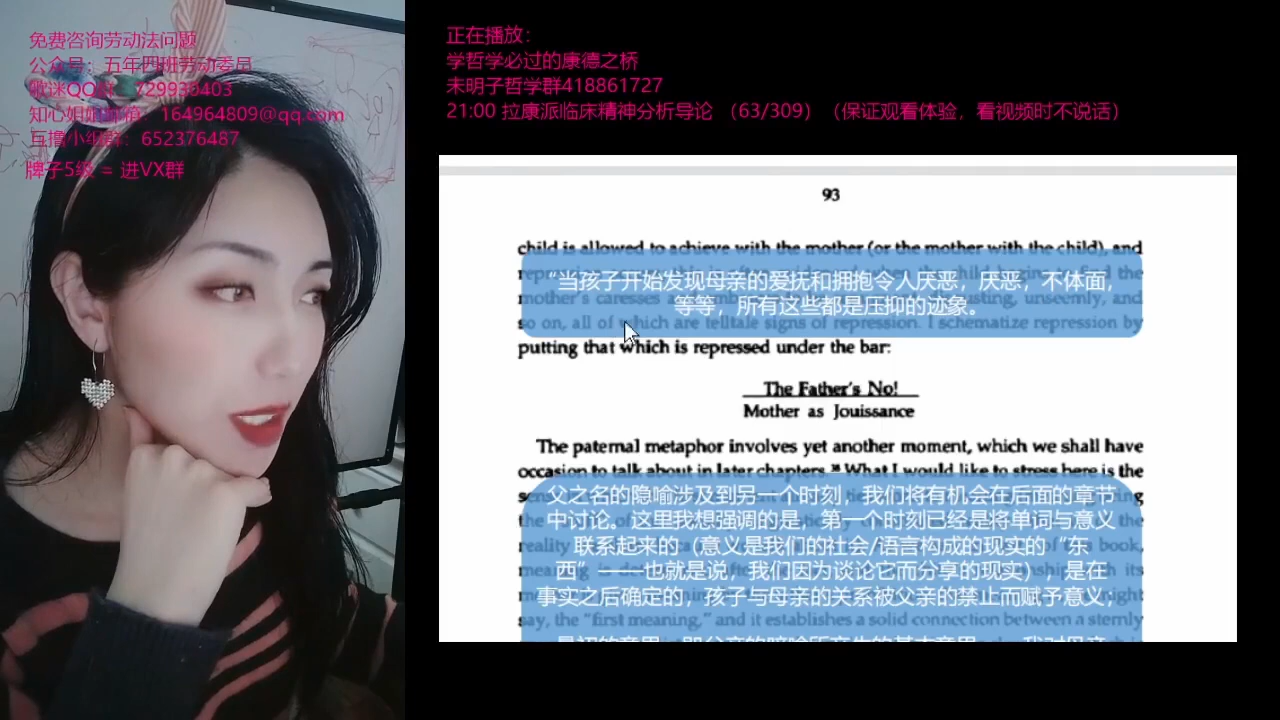 免费咨询劳动法问题
公众号：五年四班劳动委员
歌迷QQ群：729930403
知心姐姐邮箱：164964809@qq.com
互撸小组群：652376487
牌子5级 = 进VX群
正在播放：
学哲学必过的康德之桥
未明子哲学群418861727
21:00 拉康派临床精神分析导论 （63/309）（保证观看体验，看视频时不说话）
93
child is allowed to achieve with the mother (or the mother with the child), and
“当孩子开始发现母亲的爱抚和拥抱令人厌恶，厌恶，不体面，
等等，所有这些都是压抑的迹象。
so on, all of which are telltale signs of repression. I schematize repression by
putting that which is repressed under the bar:
The Father's No!
Mother as Jouissance
The paternal metaphor involves yet another moment, which we shall have
occasion to talk about in later chapters. What I would like to stress here is the
父之名的隐喻涉及到另一个时刻，我们将有机会在后面的章节
中讨论。这里我想强调的是，第一个时刻已经是将单词与意义
联系起来的（意义是我们的社会/语言构成的现实的“东
西”——也就是说，我们因为谈论它而分享的现实），是在
事实之后确定的，孩子与母亲的关系被父亲的禁止而赋予意义，
say, the "first meaning," and it establishes a solid connection between a sternly